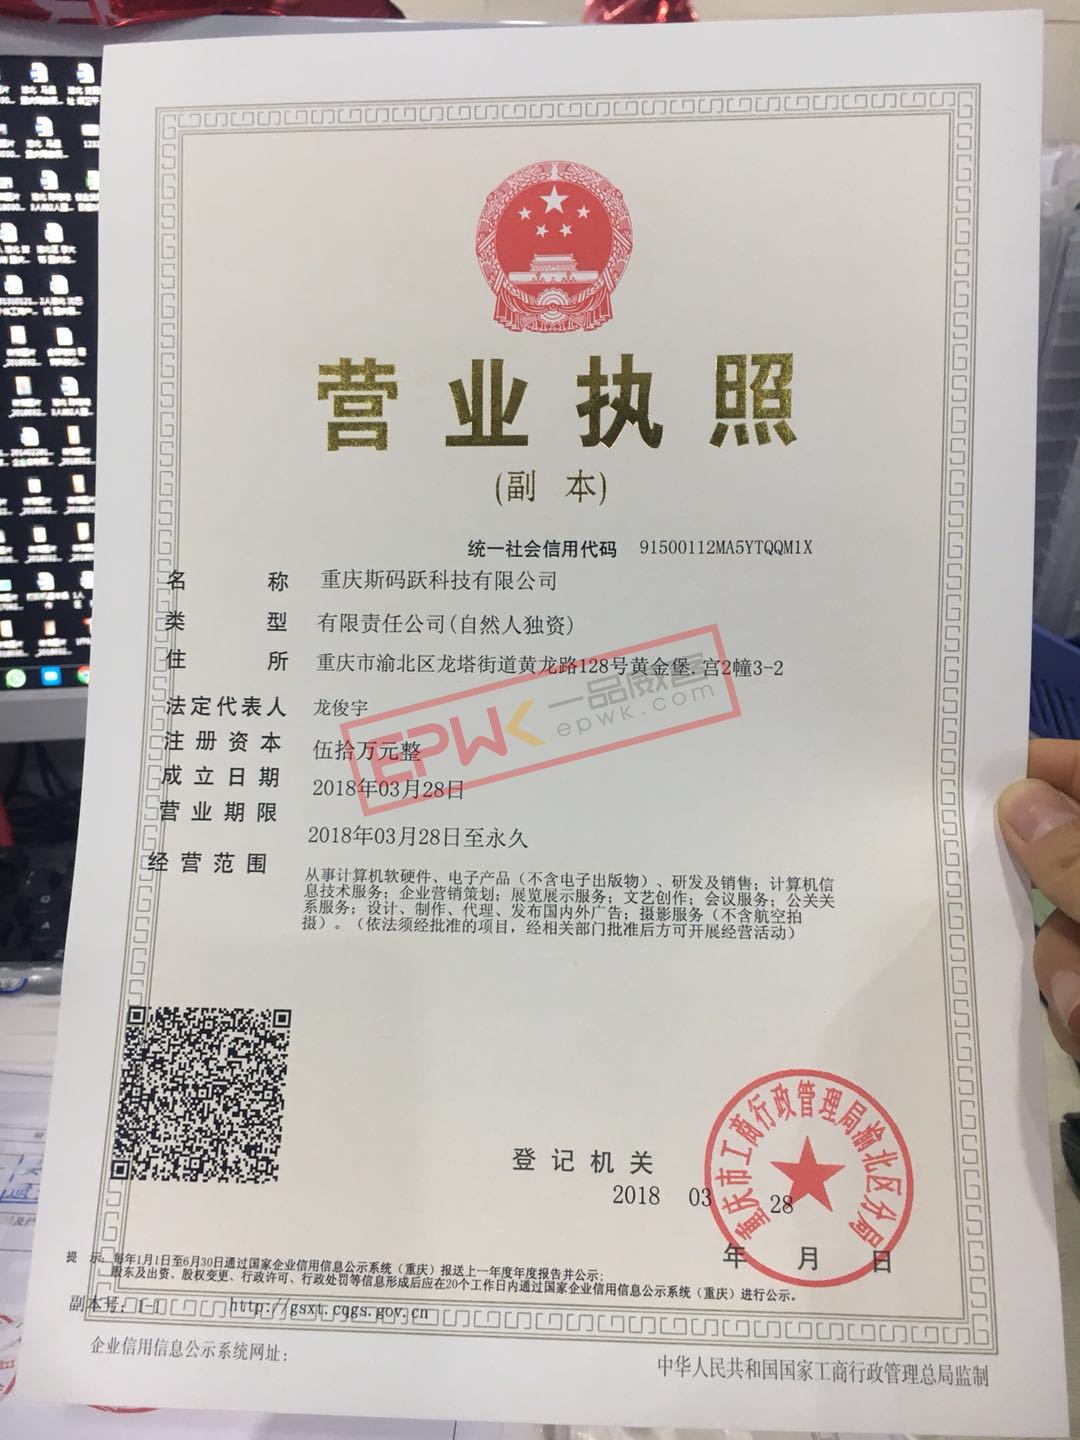 营业执照
(副 本)
统一社会信用代码 91500112MA5YTQQM1X
名 称 重庆斯码跃科技有限公司
类 型 有限责任公司(自然人独资)
住 所 重庆市渝北区龙塔街道黄龙路128号黄金堡.宫2幢3-2
法定代表人 龙俊宇
注册资本 伍拾万元整
成立日期 2018年03月28日
营业期限 2018年03月28日至永久
经营范围 从事计算机软硬件、电子产品（不含电子出版物）、研发及销售；计算机信
息技术服务；企业营销策划；展览展示服务；文艺创作；会议服务；公关关
系服务；设计、制作、代理、发布国内外广告；摄影服务（不含航空拍
摄）。（依法须经批准的项目，经相关部门批准后方可开展经营活动）
EPWK 一品威客
epwk.com
登记机关
2018 03 28
年 月 日
重庆市工商行政管理局渝北区分局
提 示：每年1月1日至6月30日通过国家企业信用信息公示系统（重庆）报送上一年度年度报告并公示；
股东及出资、股权变更、行政许可、行政处罚等信息形成后应在20个工作日内通过国家企业信用信息公示系统（重庆）进行公示。
副本号：1-1 http://gsxt.cqgs.gov.cn
企业信用信息公示系统网址：
中华人民共和国国家工商行政管理总局监制